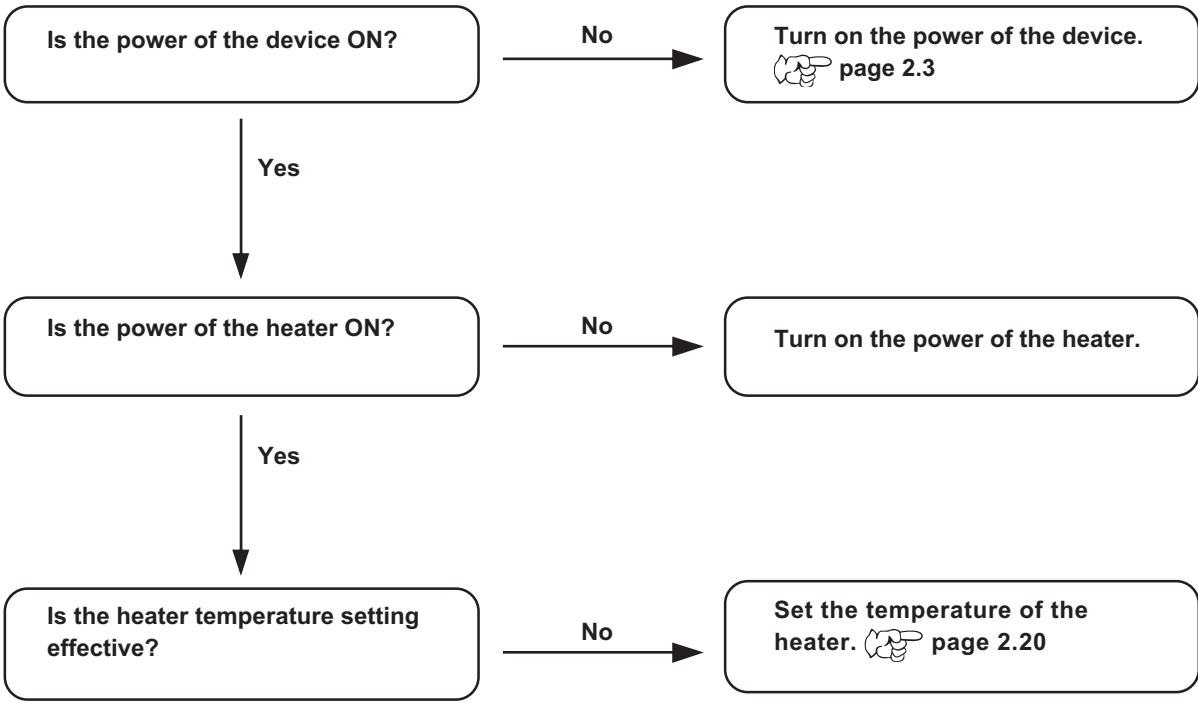 Is the power of the device ON?
No
Turn on the power of the device.
page 2.3
Yes
Is the power of the heater ON?
No
Turn on the power of the heater.
Yes
Is the heater temperature setting
effective?
No
Set the temperature of the
heater. page 2.20